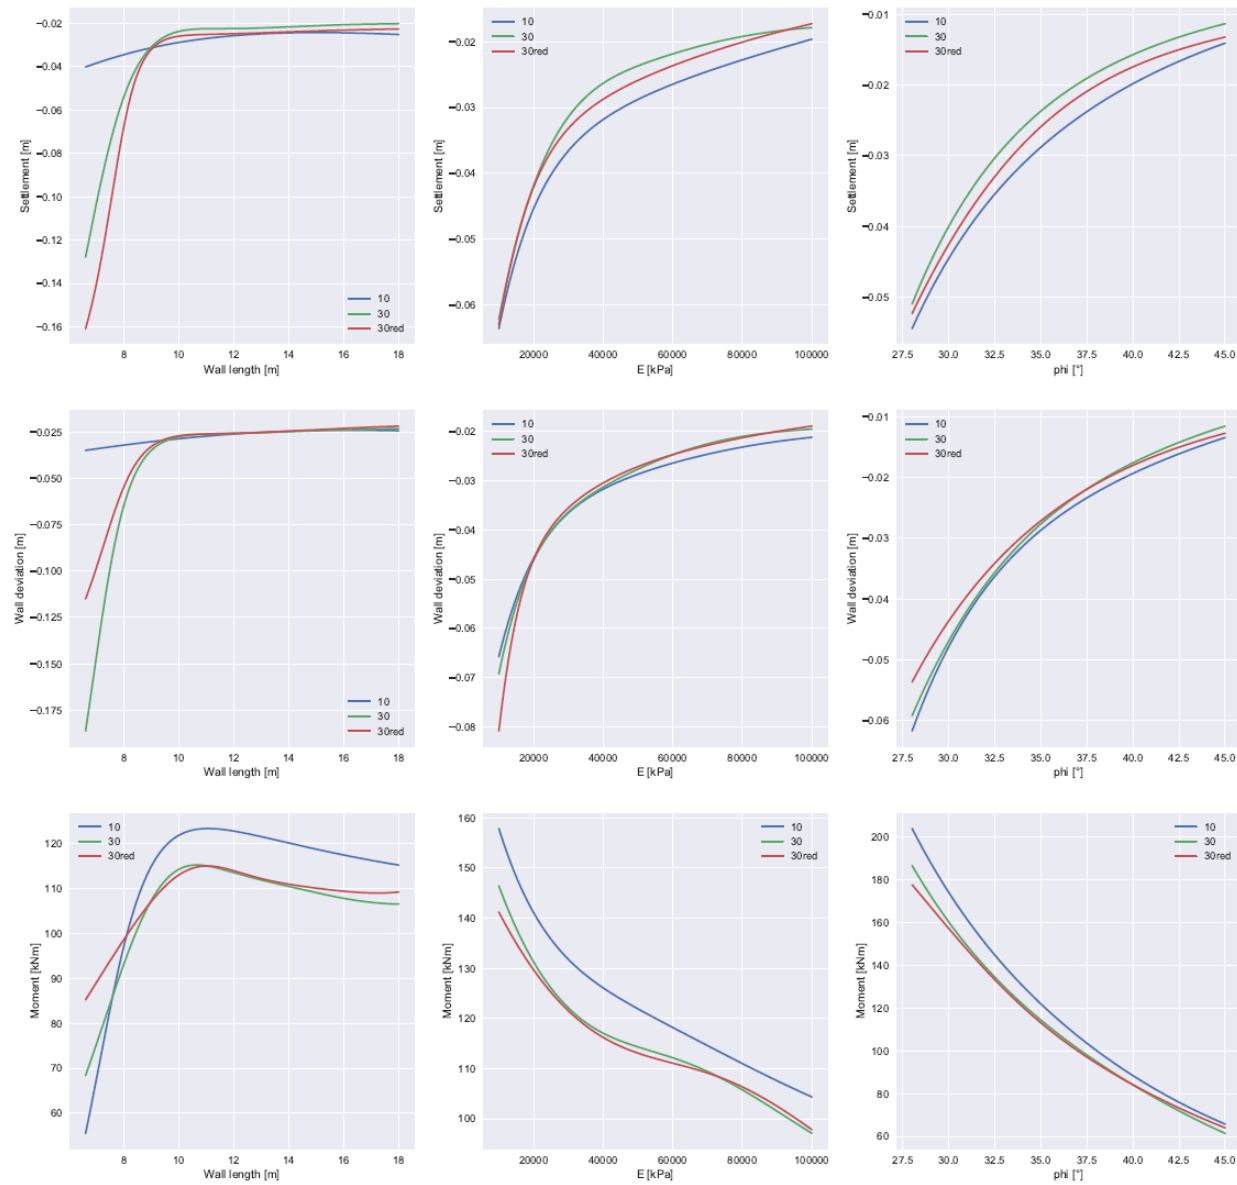 −0.02
−0.04
−0.06
−0.08
−0.10
−0.12
−0.14
−0.16
Settlement [m]
8 10 12 14 16 18
Wall length [m]
10
30
30red
−0.02
−0.03
−0.04
−0.05
−0.06
Settlement [m]
20000 40000 60000 80000 100000
E [kPa]
10
30
30red
−0.01
−0.02
−0.03
−0.04
−0.05
Settlement [m]
27.5 30.0 32.5 35.0 37.5 40.0 42.5 45.0
phi [°]
10
30
30red
−0.025
−0.050
−0.075
−0.100
−0.125
−0.150
−0.175
Wall deviation [m]
8 10 12 14 16 18
Wall length [m]
10
30
30red
−0.02
−0.03
−0.04
−0.05
−0.06
−0.07
−0.08
Wall deviation [m]
20000 40000 60000 80000 100000
E [kPa]
10
30
30red
−0.01
−0.02
−0.03
−0.04
−0.05
−0.06
Wall deviation [m]
27.5 30.0 32.5 35.0 37.5 40.0 42.5 45.0
phi [°]
10
30
30red
120
110
100
90
80
70
60
Moment [kNm]
8 10 12 14 16 18
Wall length [m]
10
30
30red
160
150
140
130
120
110
100
Moment [kNm]
20000 40000 60000 80000 100000
E [kPa]
10
30
30red
200
180
160
140
120
100
80
60
Moment [kNm]
27.5 30.0 32.5 35.0 37.5 40.0 42.5 45.0
phi [°]
10
30
30red